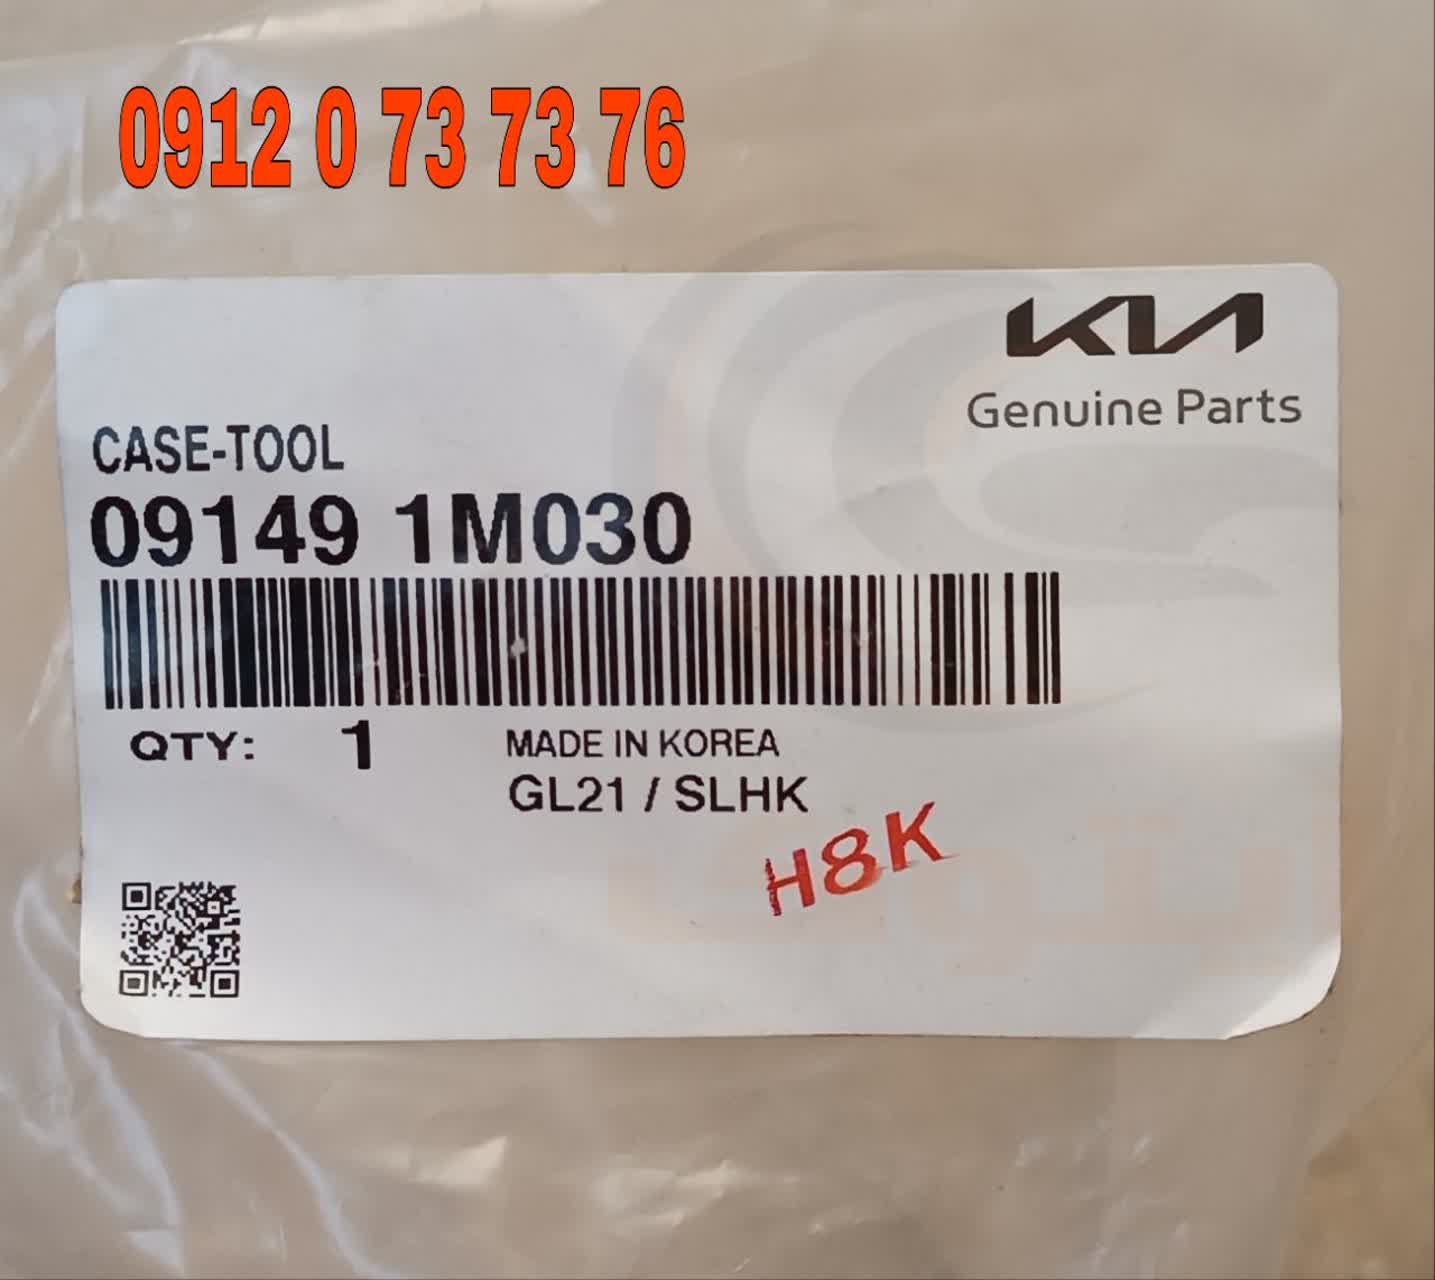 0912 0 73 73 76
KIA
Genuine Parts
CASE-TOOL
09149 1M030
QTY: 1
MADE IN KOREA
GL21 / SLHK
H8K